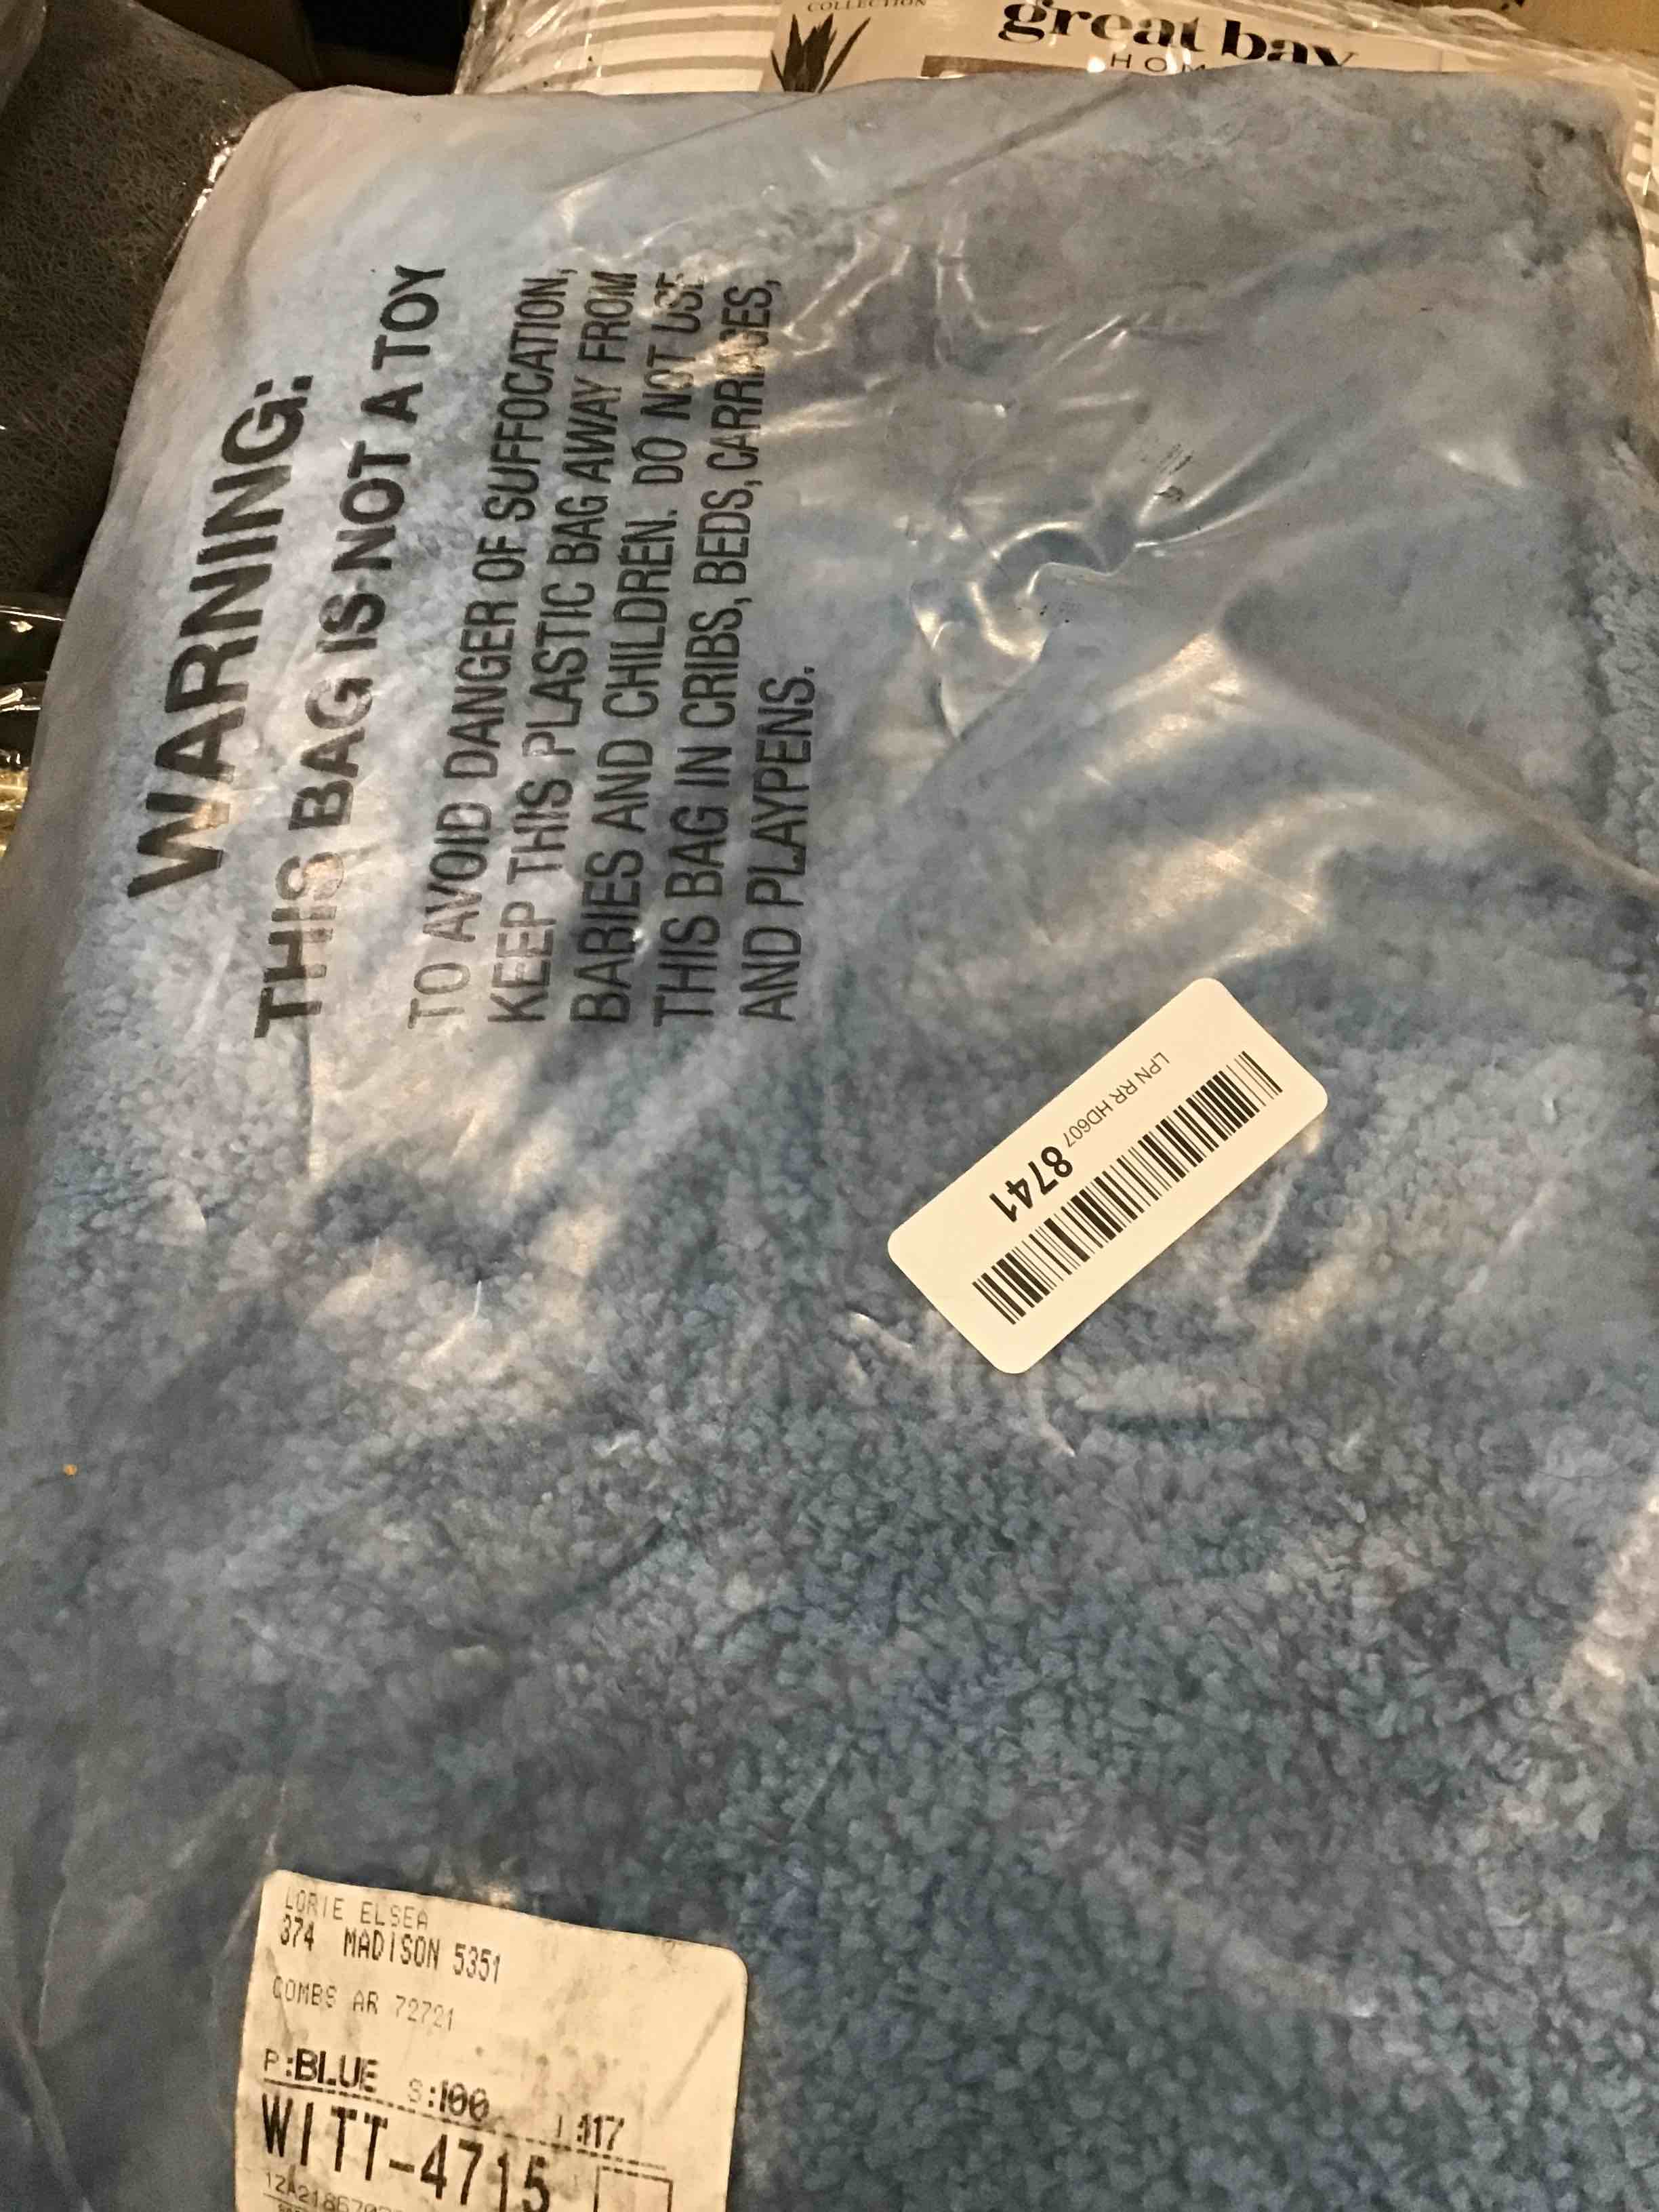 COLLECTION
great bay
WARNING:
THIS BAG IS NOT A TOY
TO AVOID DANGER OF SUFFOCATION,
KEEP THIS PLASTIC BAG AWAY FROM
BABIES AND CHILDREN. DO NOT USE
THIS BAG IN CRIBS, BEDS, CARRIAGES,
AND PLAYPENS.
LPN RR HD607 8741
LORIE ELSEA
374 MADISON 5351
COMBS AR 72721
P:BLUE S:100 I 117
WITT-4715